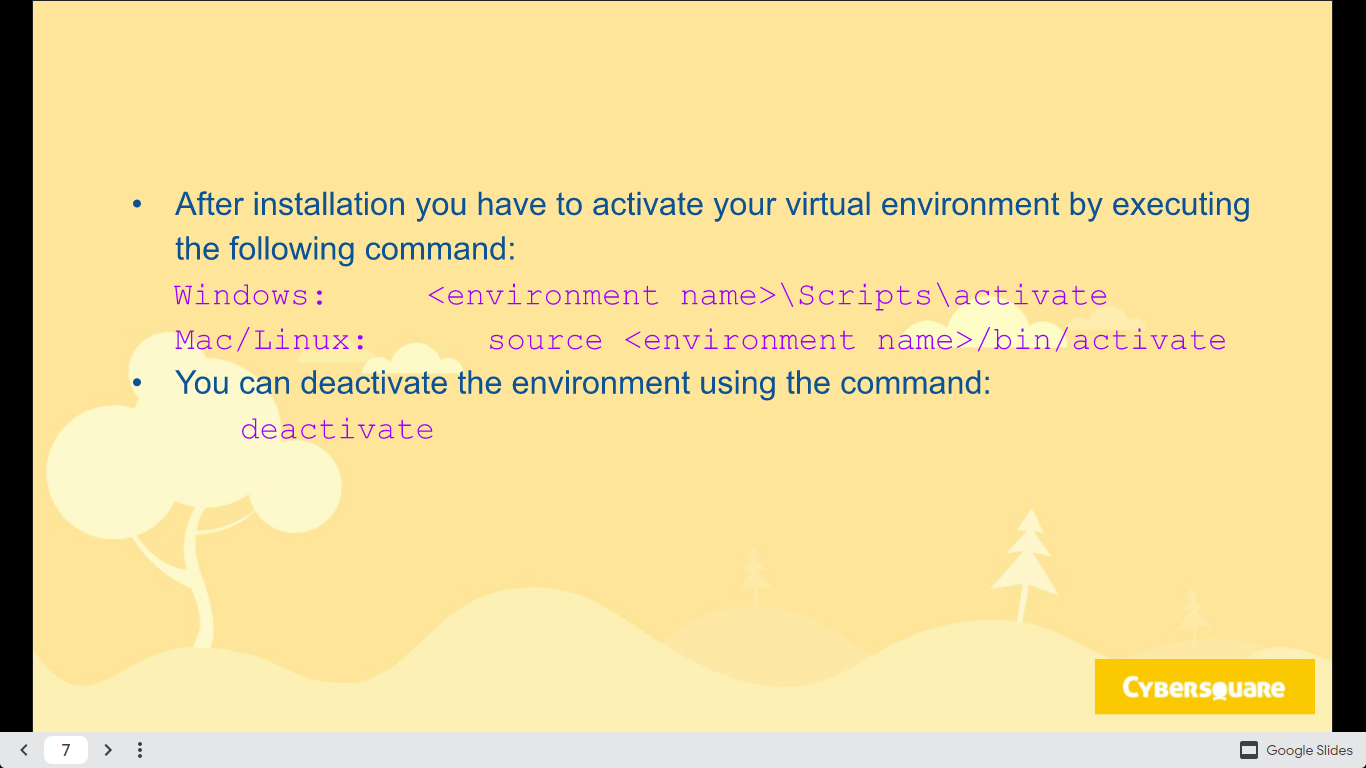 • After installation you have to activate your virtual environment by executing
the following command:
Windows: <environment name>\Scripts\activate
Mac/Linux: source <environment name>/bin/activate
• You can deactivate the environment using the command:
deactivate
CYBERSQUARE
7
Google Slides